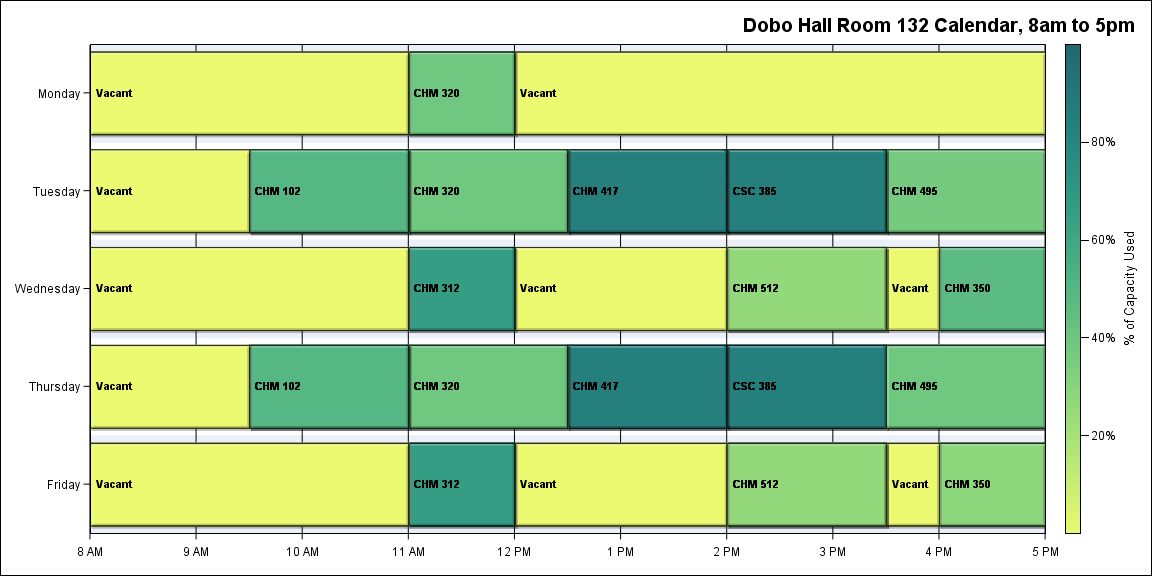 Dobo Hall Room 132 Calendar, 8am to 5pm
Monday Vacant CHM 320 Vacant
80%
Tuesday Vacant CHM 102 CHM 320 CHM 417 CSC 385 CHM 495
60%
% of Capacity Used
Wednesday Vacant CHM 312 Vacant CHM 512 Vacant CHM 350
40%
Thursday Vacant CHM 102 CHM 320 CHM 417 CSC 385 CHM 495
20%
Friday Vacant CHM 312 Vacant CHM 512 Vacant CHM 350
8 AM 9 AM 10 AM 11 AM 12 PM 1 PM 2 PM 3 PM 4 PM 5 PM